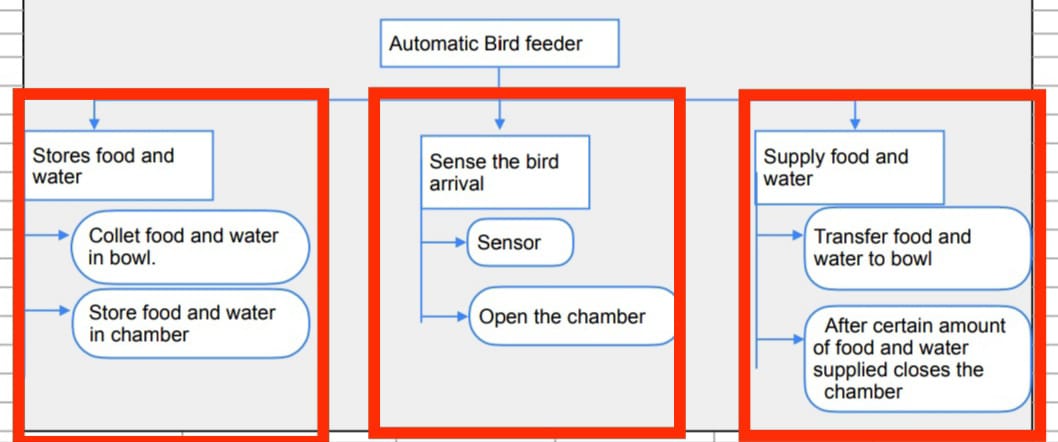 Automatic Bird feeder
Stores food and
water
Collet food and water
in bowl.
Store food and water
in chamber
Sense the bird
arrival
Sensor
Open the chamber
Supply food and
water
Transfer food and
water to bowl
After certain amount
of food and water
supplied closes the
chamber